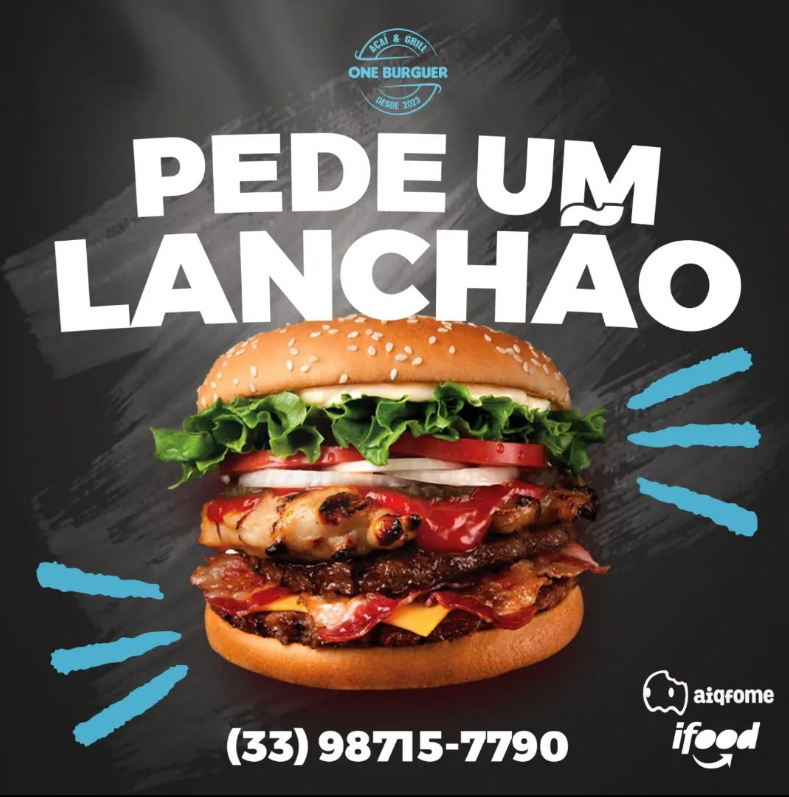 AÇAÍ & GRILL
ONE BURGUER
DESDE 2023
PEDE UM
LANCHÃO
(33) 98715-7790
aiqfome
ifood